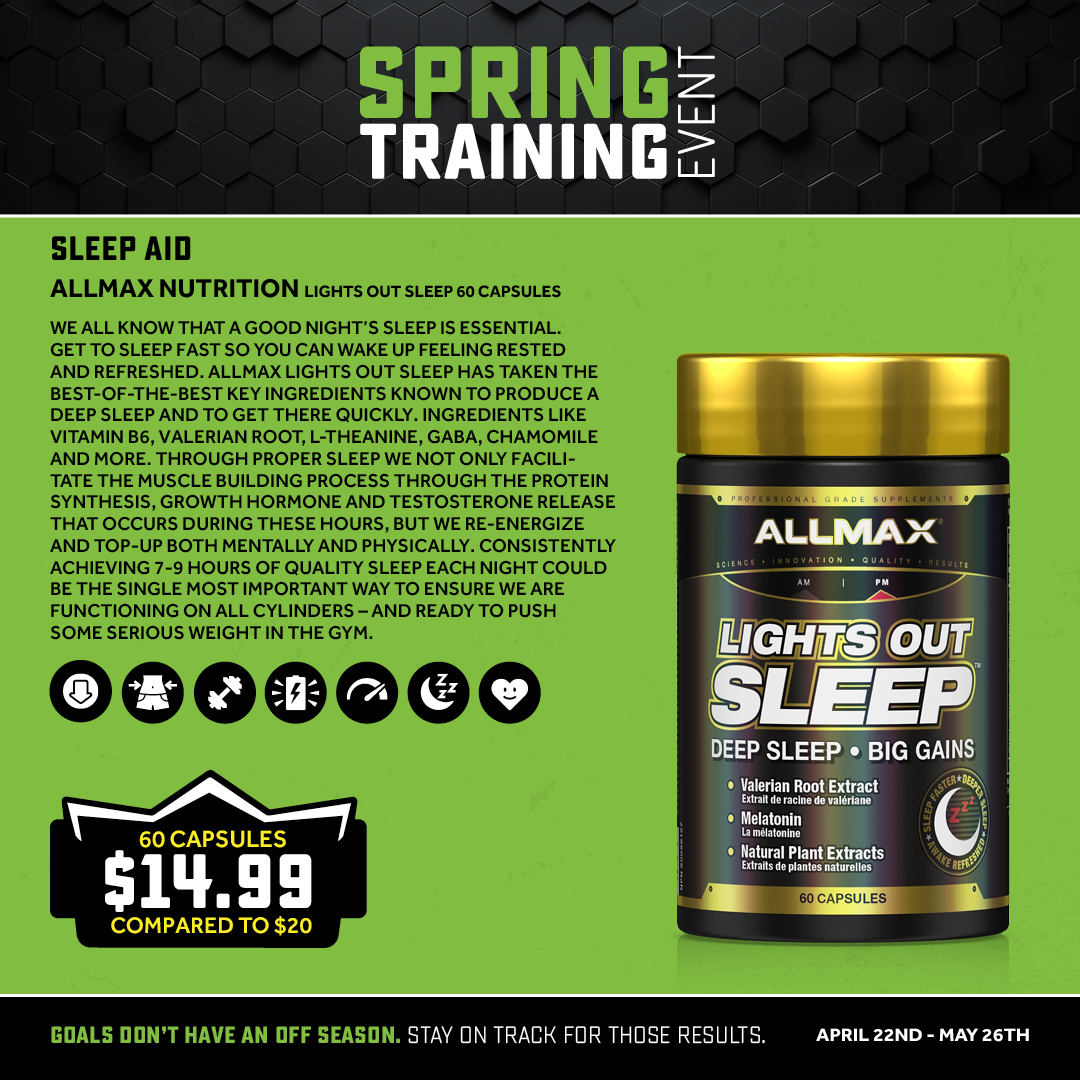 SPRING
TRAINING
EVENT
SLEEP AID
ALLMAX NUTRITION LIGHTS OUT SLEEP 60 CAPSULES
WE ALL KNOW THAT A GOOD NIGHT'S SLEEP IS ESSENTIAL.
GET TO SLEEP FAST SO YOU CAN WAKE UP FEELING RESTED
AND REFRESHED. ALLMAX LIGHTS OUT SLEEP HAS TAKEN THE
BEST-OF-THE-BEST KEY INGREDIENTS KNOWN TO PRODUCE A
DEEP SLEEP AND TO GET THERE QUICKLY. INGREDIENTS LIKE
VITAMIN B6, VALERIAN ROOT, L-THEANINE, GABA, CHAMOMILE
AND MORE. THROUGH PROPER SLEEP WE NOT ONLY FACILI-
TATE THE MUSCLE BUILDING PROCESS THROUGH THE PROTEIN
SYNTHESIS, GROWTH HORMONE AND TESTOSTERONE RELEASE
THAT OCCURS DURING THESE HOURS, BUT WE RE-ENERGIZE
AND TOP-UP BOTH MENTALLY AND PHYSICALLY. CONSISTENTLY
ACHIEVING 7-9 HOURS OF QUALITY SLEEP EACH NIGHT COULD
BE THE SINGLE MOST IMPORTANT WAY TO ENSURE WE ARE
FUNCTIONING ON ALL CYLINDERS – AND READY TO PUSH
SOME SERIOUS WEIGHT IN THE GYM.
Z Z Z
60 CAPSULES
$14.99
COMPARED TO $20
PROFESSIONAL GRADE SUPPLEMENTS
ALLMAX®
SCIENCE • INNOVATION • QUALITY • RESULTS
AM | PM
LIGHTS OUT
SLEEP™
DEEP SLEEP • BIG GAINS
• Valerian Root Extract
Extrait de racine de valériane
• Melatonin
La mélatonine
• Natural Plant Extracts
Extraits de plantes naturelles
SLEEP FASTER ★ DEEPER SLEEP ★ AWAKE REFRESHED ★
Z Z Z
60 CAPSULES
GOALS DON'T HAVE AN OFF SEASON. STAY ON TRACK FOR THOSE RESULTS.
APRIL 22ND - MAY 26TH